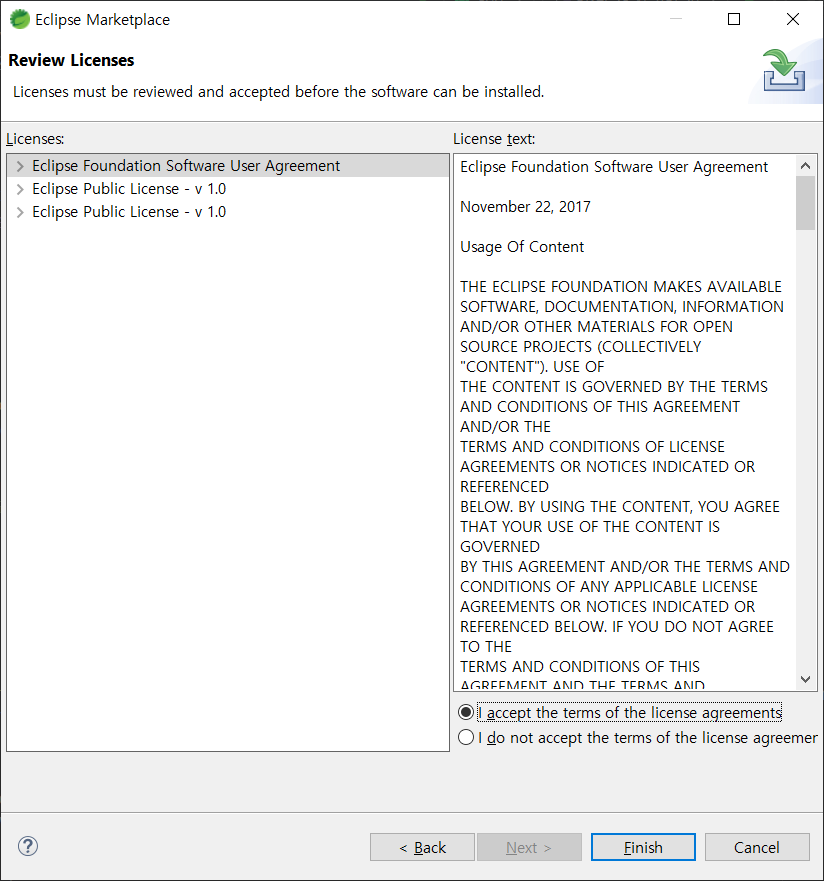 Eclipse Marketplace
Review Licenses
Licenses must be reviewed and accepted before the software can be installed.
Licenses:
Eclipse Foundation Software User Agreement
Eclipse Public License - v 1.0
Eclipse Public License - v 1.0
License text:
Eclipse Foundation Software User Agreement
November 22, 2017
Usage Of Content
THE ECLIPSE FOUNDATION MAKES AVAILABLE
SOFTWARE, DOCUMENTATION, INFORMATION
AND/OR OTHER MATERIALS FOR OPEN
SOURCE PROJECTS (COLLECTIVELY
"CONTENT"). USE OF
THE CONTENT IS GOVERNED BY THE TERMS
AND CONDITIONS OF THIS AGREEMENT
AND/OR THE
TERMS AND CONDITIONS OF LICENSE
AGREEMENTS OR NOTICES INDICATED OR
REFERENCED
BELOW. BY USING THE CONTENT, YOU AGREE
THAT YOUR USE OF THE CONTENT IS
GOVERNED
BY THIS AGREEMENT AND/OR THE TERMS AND
CONDITIONS OF ANY APPLICABLE LICENSE
AGREEMENTS OR NOTICES INDICATED OR
REFERENCED BELOW. IF YOU DO NOT AGREE
TO THE
TERMS AND CONDITIONS OF THIS
AGREEMENT AND THE TERMS AND
I accept the terms of the license agreements
I do not accept the terms of the license agreemer
?
< Back
Next >
Finish
Cancel